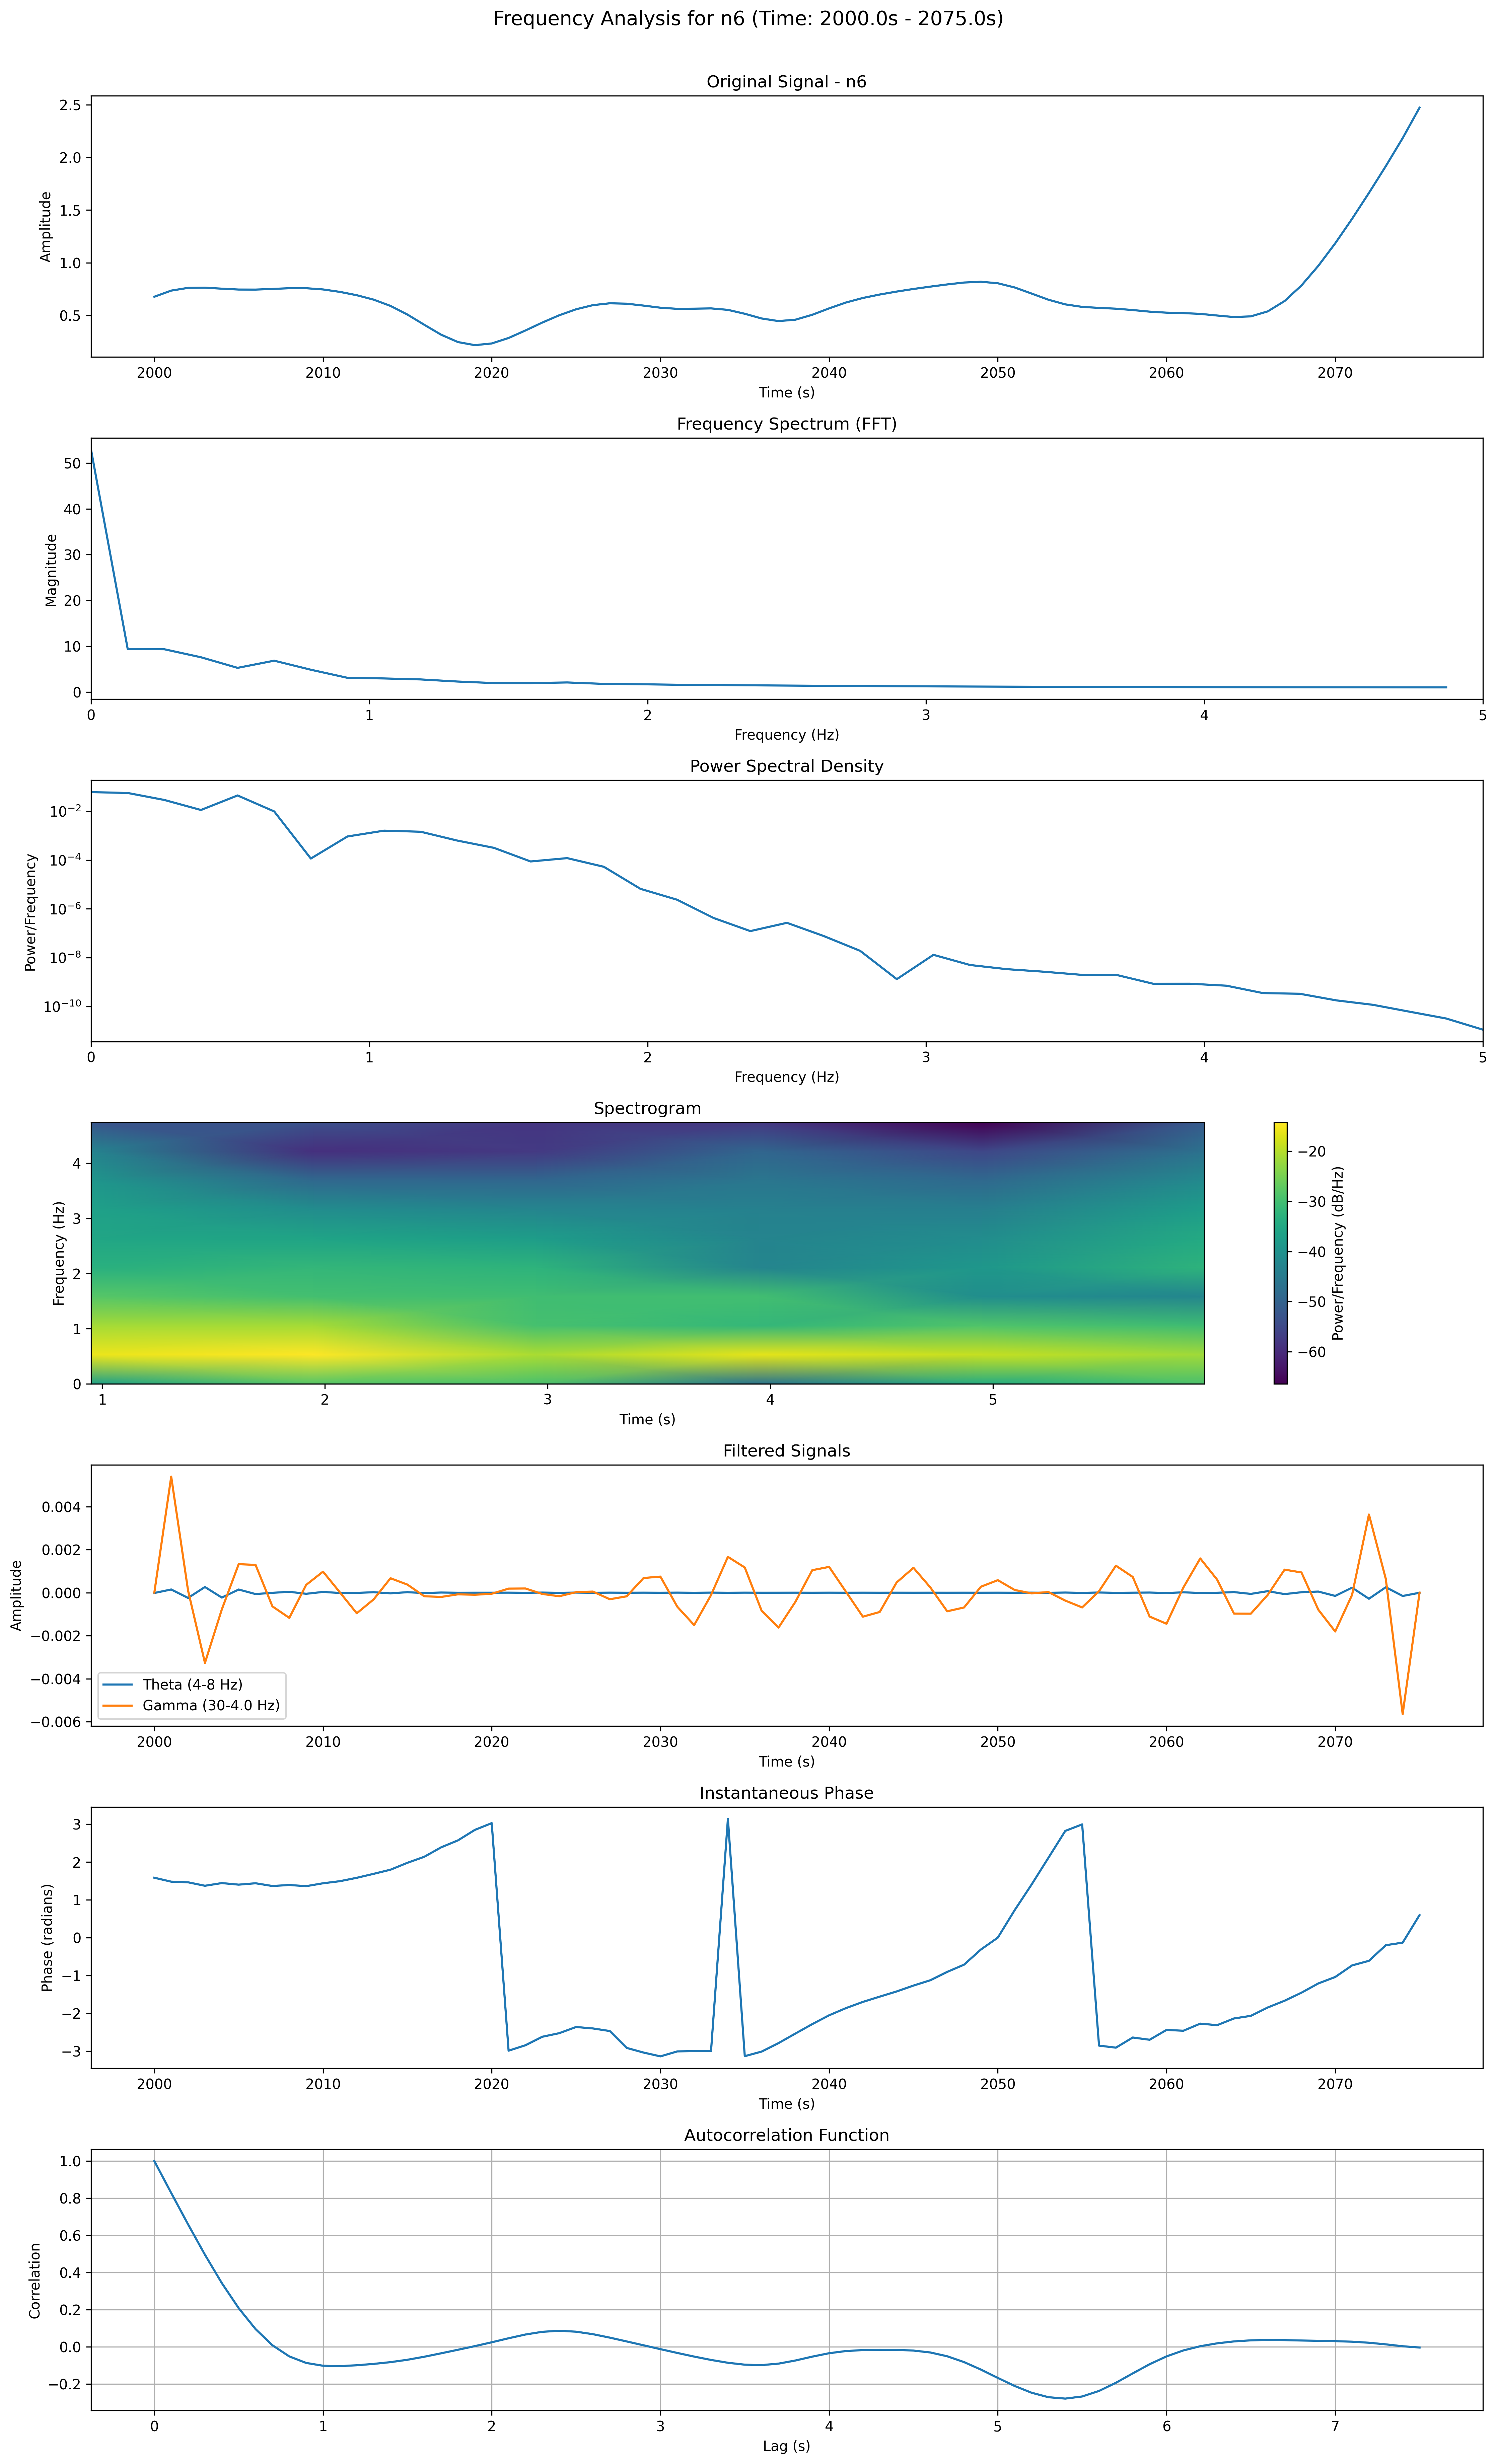 Frequency Analysis for n6 (Time: 2000.0s - 2075.0s)
Original Signal - n6
Amplitude
2.5
2.0
1.5
1.0
0.5
2000 2010 2020 2030 2040 2050 2060 2070
Time (s)
Frequency Spectrum (FFT)
Magnitude
50
40
30
20
10
0
0 1 2 3 4 5
Frequency (Hz)
Power Spectral Density
Power/Frequency
10⁻²
10⁻⁴
10⁻⁶
10⁻⁸
10⁻¹⁰
0 1 2 3 4 5
Frequency (Hz)
Spectrogram
Frequency (Hz)
4
3
2
1
0
1 2 3 4 5
Time (s)
−20
−30
−40
−50
−60
Power/Frequency (dB/Hz)
Filtered Signals
Amplitude
0.004
0.002
0.000
−0.002
−0.004
−0.006
Theta (4-8 Hz)
Gamma (30-4.0 Hz)
2000 2010 2020 2030 2040 2050 2060 2070
Time (s)
Instantaneous Phase
Phase (radians)
3
2
1
0
−1
−2
−3
2000 2010 2020 2030 2040 2050 2060 2070
Time (s)
Autocorrelation Function
Correlation
1.0
0.8
0.6
0.4
0.2
0.0
−0.2
0 1 2 3 4 5 6 7
Lag (s)